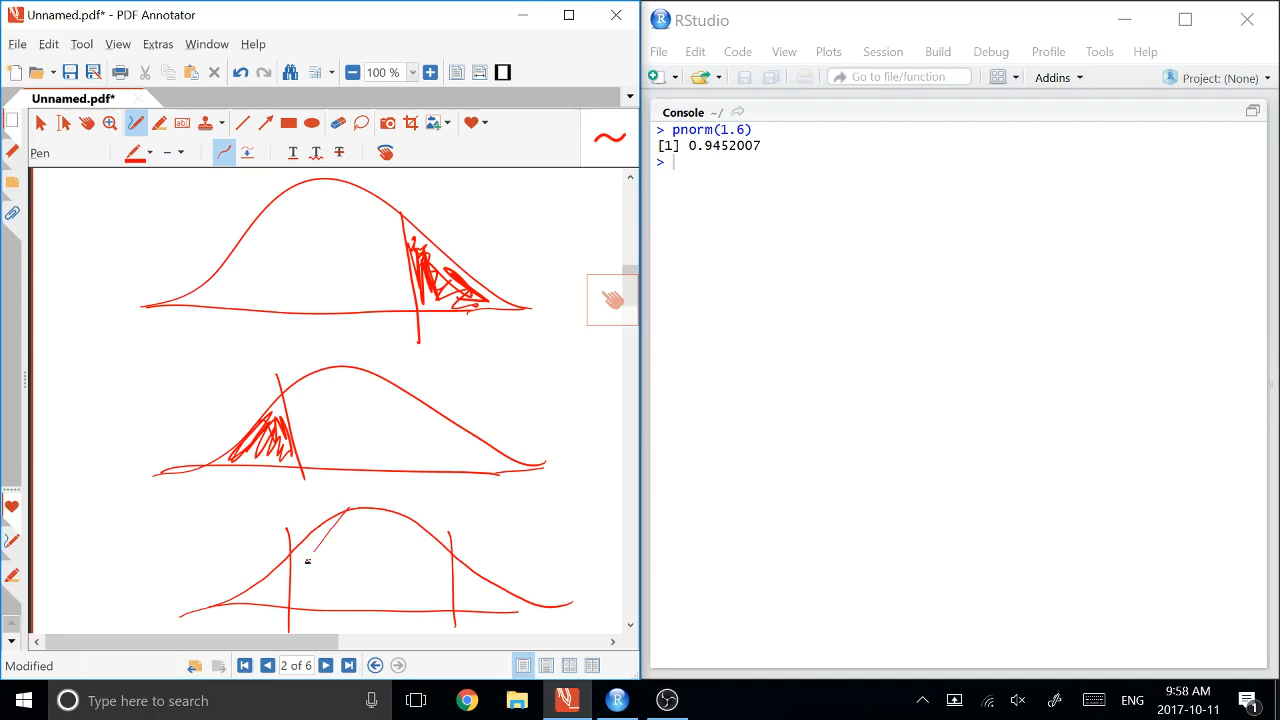 Unnamed.pdf* - PDF Annotator
File Edit Tool View Extras Window Help
100 %
Unnamed.pdf*
Pen
2 of 6
Modified
RStudio
File Edit Code View Plots Session Build Debug Profile Tools Help
Go to file/function
Addins
Project: (None)
Console ~/
> pnorm(1.6)
[1] 0.9452007
>
Type here to search
ENG
9:58 AM
2017-10-11
1